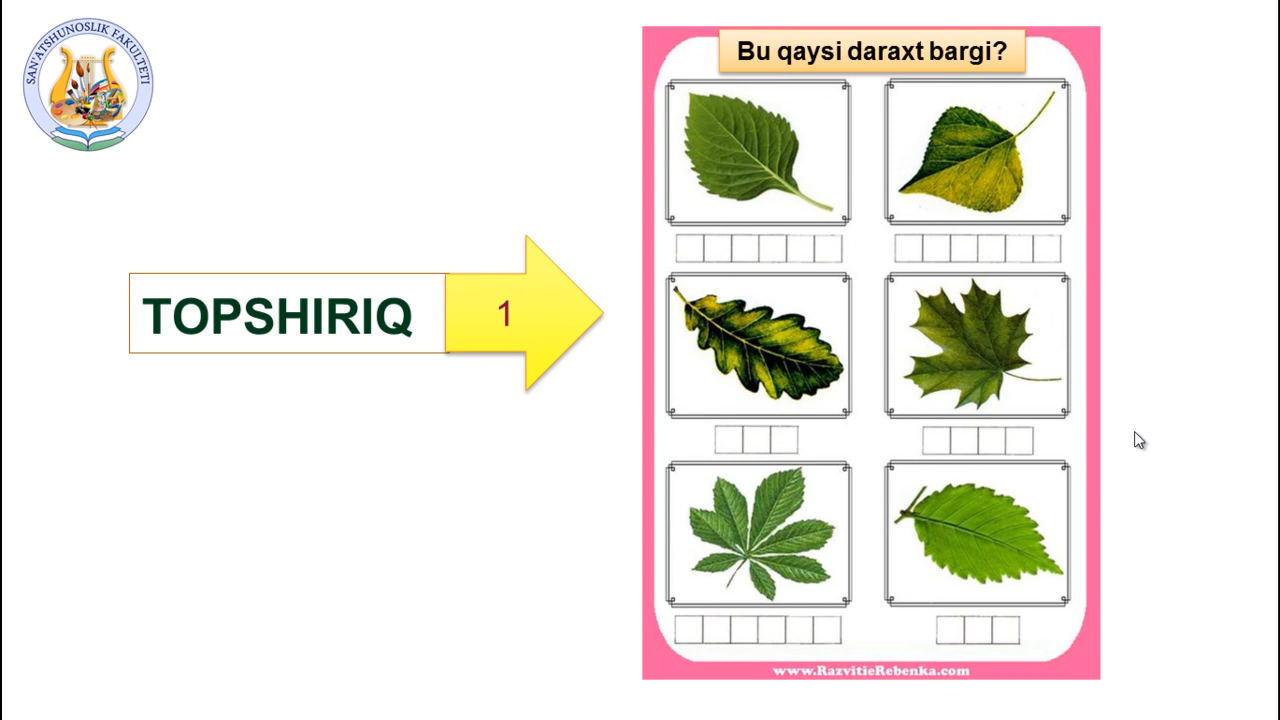 SAN'ATSHUNOSLIK FAKULTETI
Bu qaysi daraxt bargi?
TOPSHIRIQ
1
www.RazvitieRebenka.com